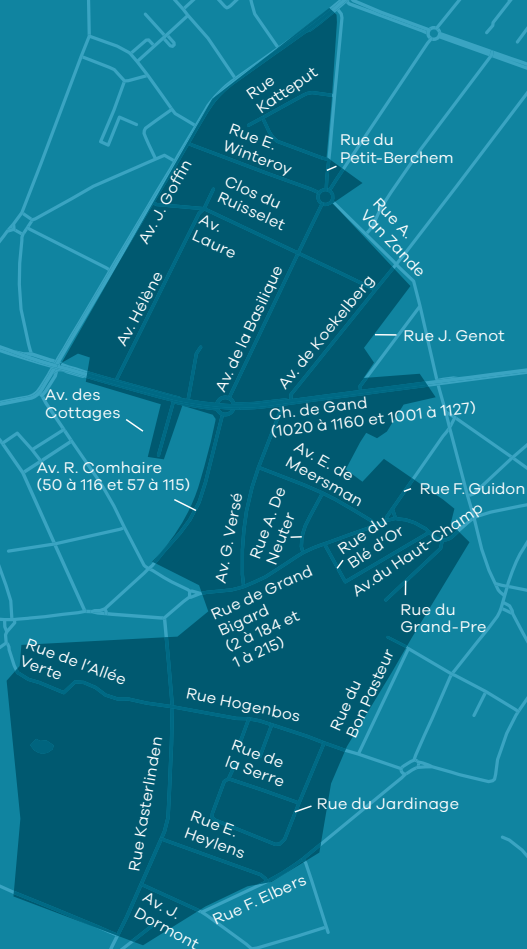 Rue
Katteput
Rue E.
Winteroy
Rue du
Petit-Berchem
Av. J. Goffin
Clos du
Ruisselet
Rue A.
Van Zande
Av.
Laure
Av. Hélène
Av. de la Basilique
Av. de Koekelberg
Rue J. Genot
Av. des
Cottages
Ch. de Gand
(1020 à 1160 et 1001 à 1127)
Av. R. Comhaire
(50 à 116 et 57 à 115)
Av. E. de
Meersman
Rue F. Guidon
Av. G. Versé
Rue A. De
Neuter
Rue du
Blé d'Or
Av.du Haut-Champ
Rue de Grand
Bigard
(2 à 184 et
1 à 215)
Rue du
Grand-Pre
Rue de l'Allée
Verte
Rue Hogenbos
Rue du
Bon Pasteur
Rue de
la Serre
Rue Kasterlinden
Rue du Jardinage
Rue E.
Heylens
Av. J.
Dormont
Rue F. Elbers